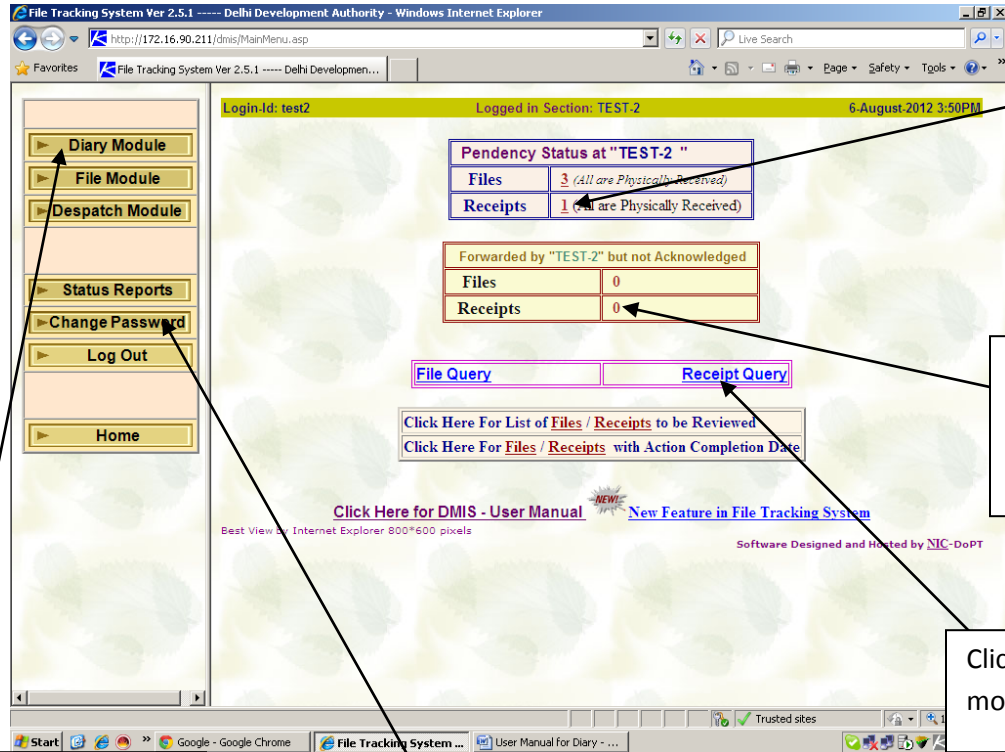 File Tracking System Ver 2.5.1 ----- Delhi Development Authority - Windows Internet Explorer
http://172.16.90.211/dmis/MainMenu.asp
Live Search
Favorites
File Tracking System Ver 2.5.1 ----- Delhi Developmen...
Page
Safety
Tools
Login-Id: test2
Logged in Section: TEST-2
6-August-2012 3:50PM
Diary Module
File Module
Despatch Module
Status Reports
Change Password
Log Out
Home
Pendency Status at "TEST-2 "
Files 3 (All are Physically Received)
Receipts 1 (All are Physically Received)
Forwarded by "TEST-2" but not Acknowledged
Files 0
Receipts 0
File Query Receipt Query
Click Here For List of Files / Receipts to be Reviewed
Click Here For Files / Receipts with Action Completion Date
Click Here for DMIS - User Manual NEW! New Feature in File Tracking System
Best View by Internet Explorer 800*600 pixels
Software Designed and Hosted by NIC-DoPT
Trusted sites
Start
Google - Google Chrome
File Tracking System ...
User Manual for Diary - ...